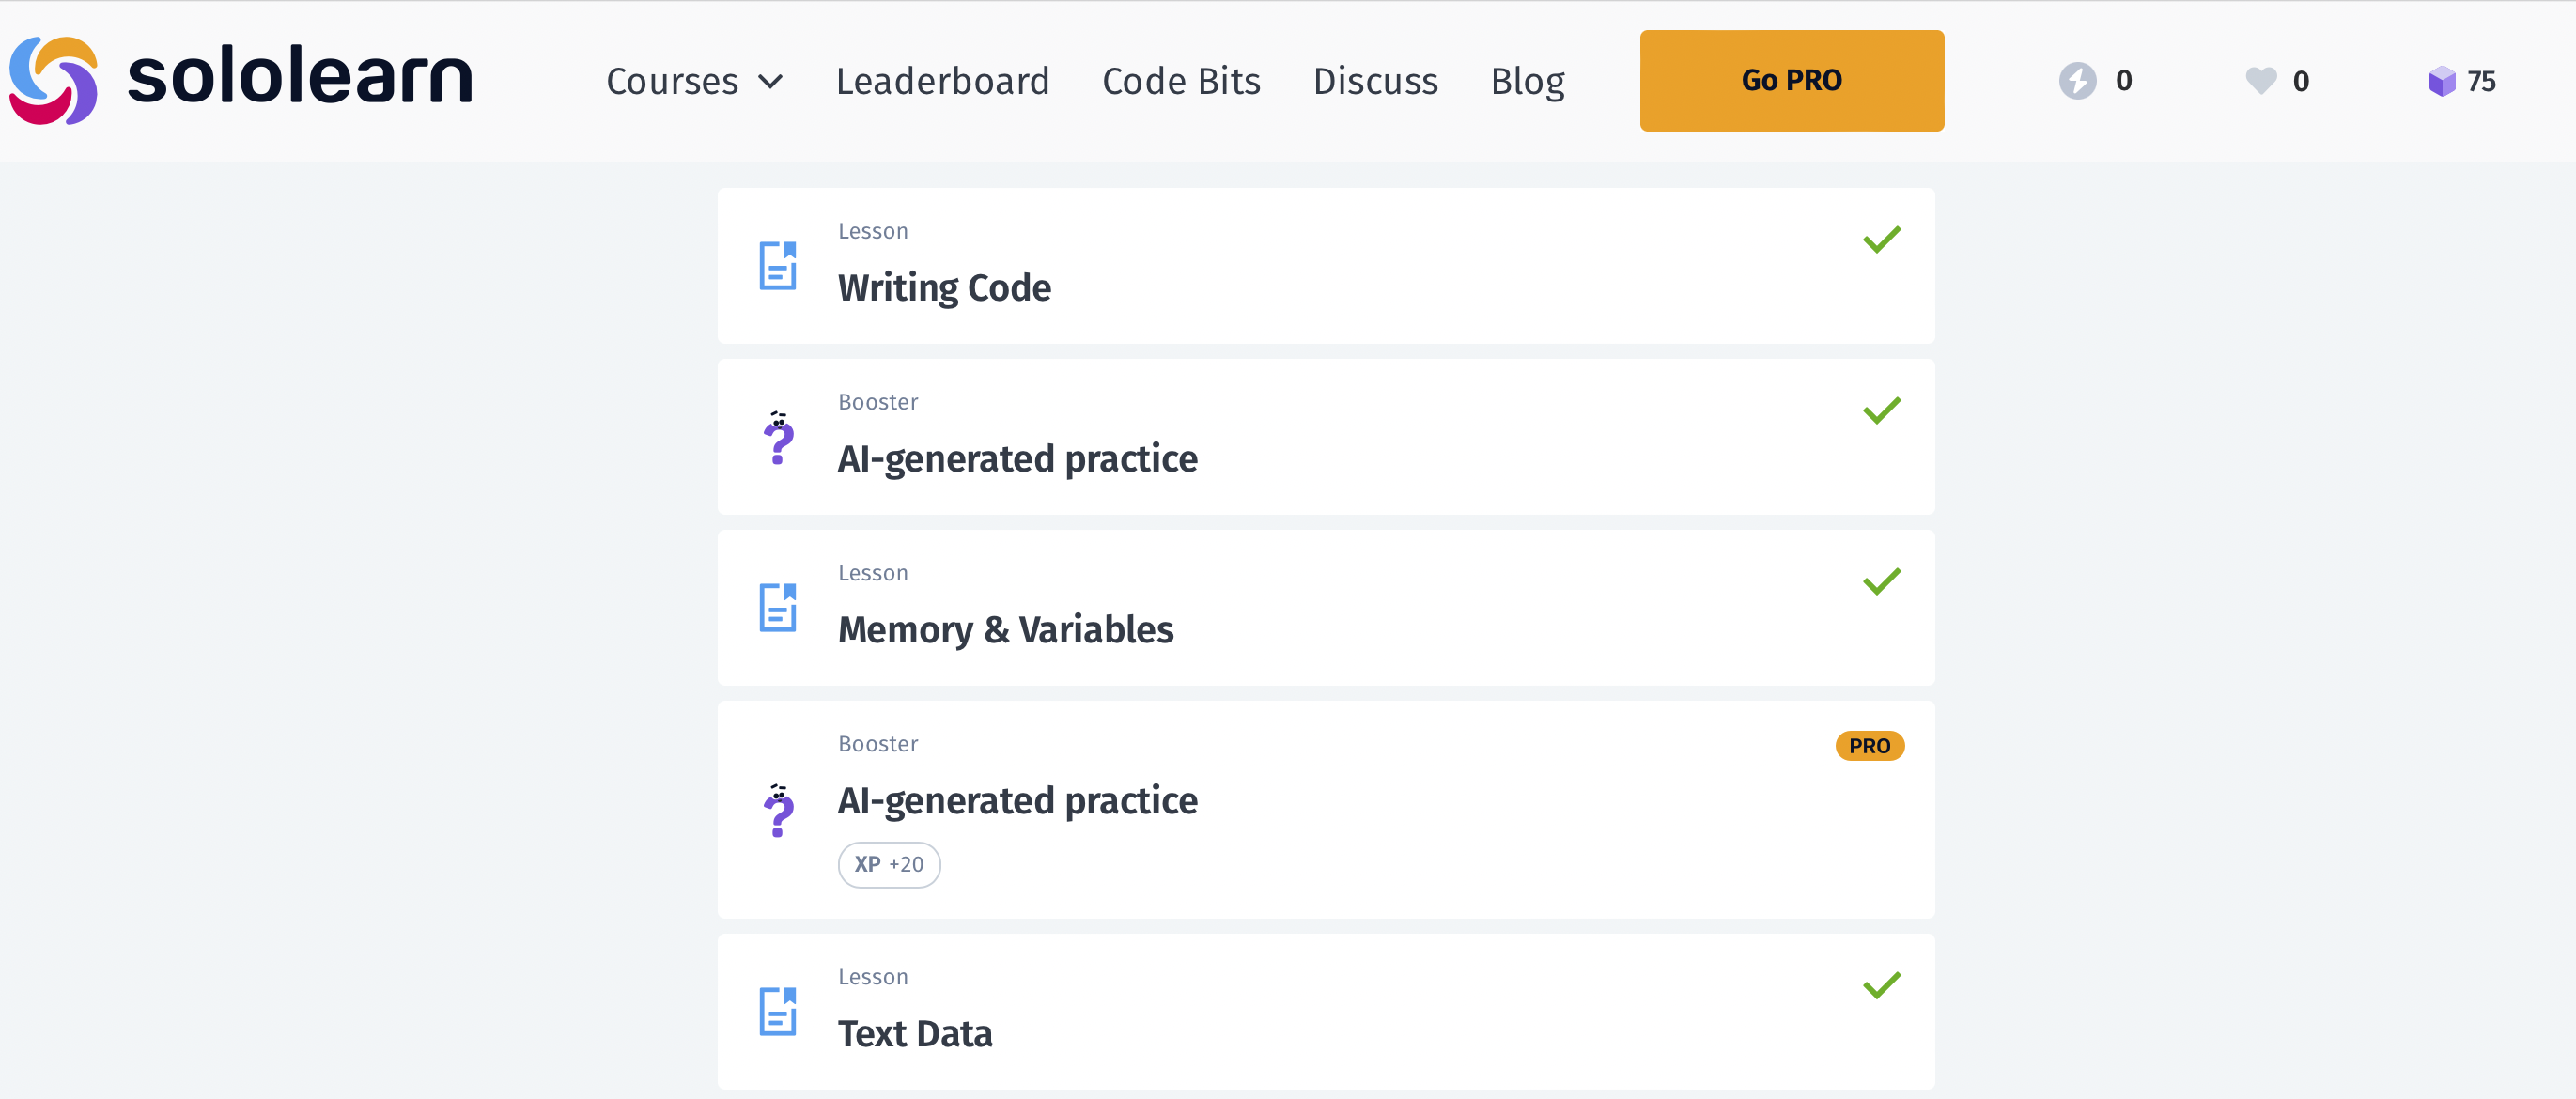 sololearn
Courses Leaderboard Code Bits Discuss Blog Go PRO 0 0 75
Lesson
Writing Code
Booster
AI-generated practice
Lesson
Memory & Variables
Booster
PRO
AI-generated practice
XP +20
Lesson
Text Data